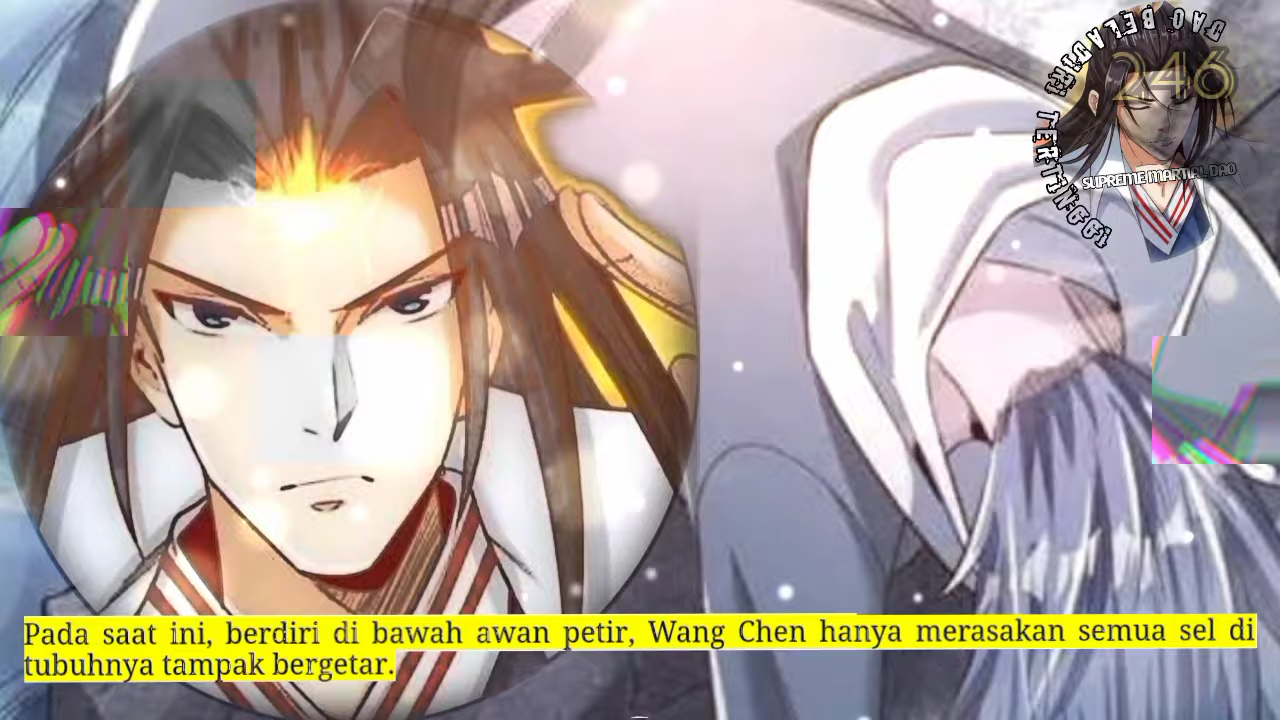 DAO BELADIRI TERTINGGI
246
SUPREME MARTIAL DAO
Pada saat ini, berdiri di bawah awan petir, Wang Chen hanya merasakan semua sel di
tubuhnya tampak bergetar.